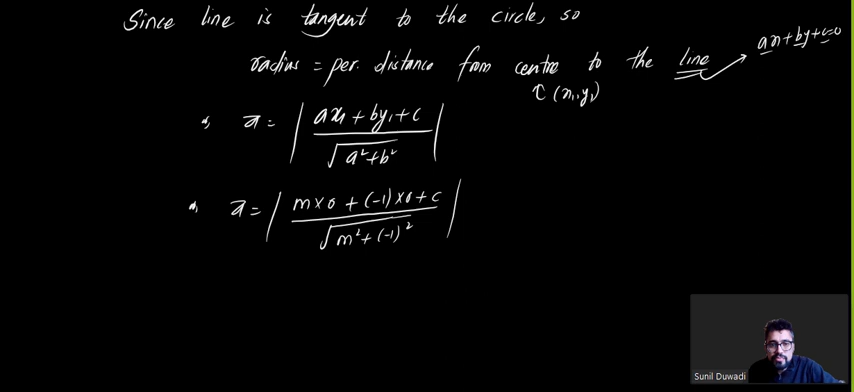 Since line is tangent to the circle, so
radius = per. distance from centre to the line → ax+by+c=0
C (x₁,y₁)
a = | (ax₁ + by₁ + c) / √(a²+b²) |
a = | (m×0 + (-1)×0 + c) / √(m² + (-1)²) |
Sunil Duwadi